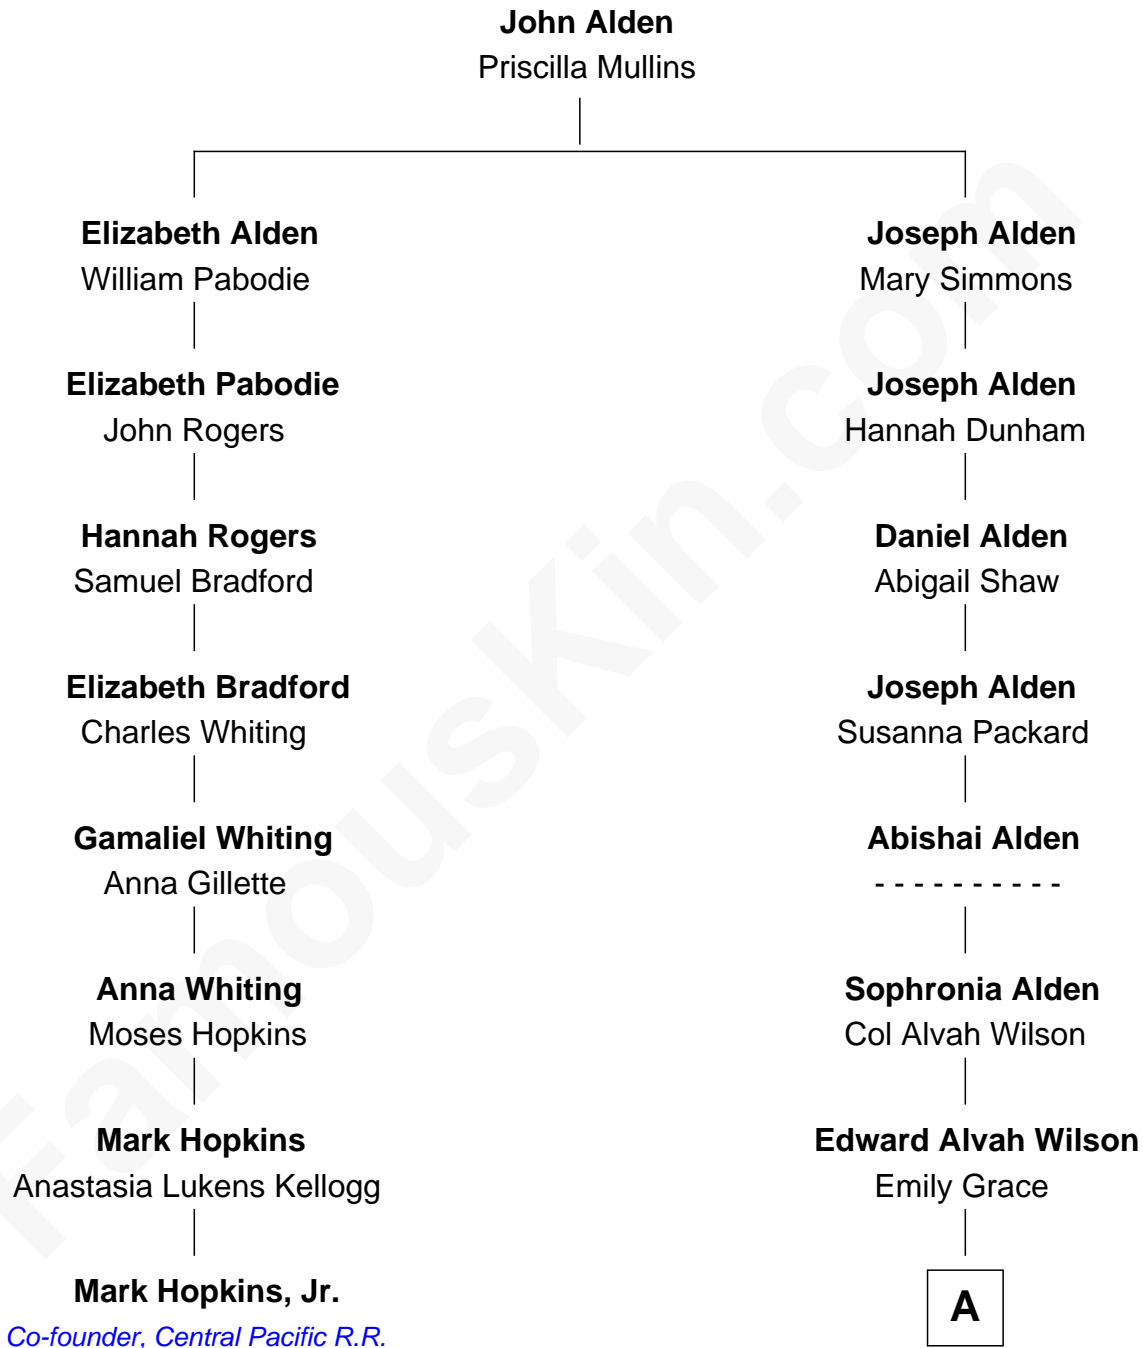 John Alden
Priscilla Mullins
Elizabeth Alden
William Pabodie
Joseph Alden
Mary Simmons
Elizabeth Pabodie
John Rogers
Joseph Alden
Hannah Dunham
Hannah Rogers
Samuel Bradford
Daniel Alden
Abigail Shaw
Elizabeth Bradford
Charles Whiting
Joseph Alden
Susanna Packard
Gamaliel Whiting
Anna Gillette
Abishai Alden
- - - - - - - - - -
Anna Whiting
Moses Hopkins
Sophronia Alden
Col Alvah Wilson
Mark Hopkins
Anastasia Lukens Kellogg
Edward Alvah Wilson
Emily Grace
Mark Hopkins, Jr.
Co-founder, Central Pacific R.R.
A
FamousKin.com